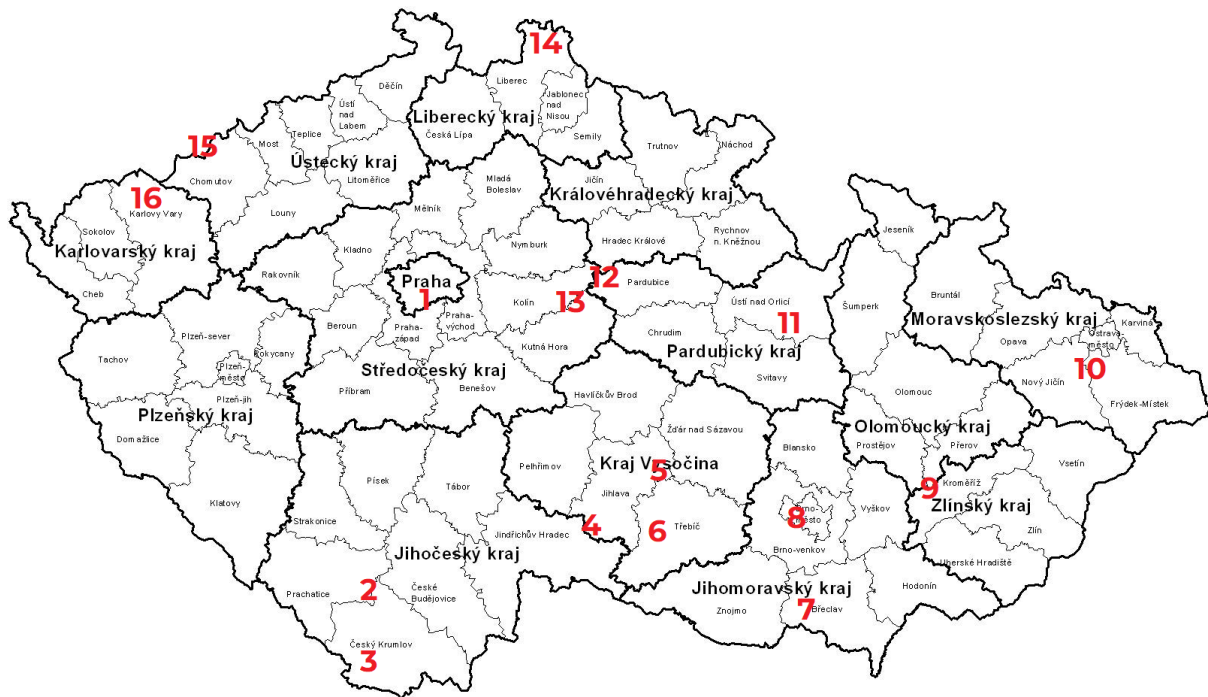 14
Děčín
Liberec
Ústí
nad
Labem
Jablonec
nad
Nisou
Teplice
Liberecký kraj
Česká Lípa
Semily
15
Most
Trutnov
Náchod
Ústecký kraj
Chomutov
Litoměřice
Mladá
Boleslav
Jičín
16
Královéhradecký kraj
Karlovy Vary
Louny
Mělník
Sokolov
Karlovarský kraj
Kladno
Nymburk
Hradec Králové
Rychnov
n. Kněžnou
Jeseník
Cheb
Rakovník
Praha
1
12
Pardubice
13
Kolín
Bruntál
Ústí nad Orlicí
Šumperk
11
Moravskoslezský kraj
Karviná
Ostrava-
město
Opava
Beroun
Praha-
západ
Praha-
východ
Chrudim
Plzeň-sever
Tachov
Rokycany
Kutná Hora
Pardubický kraj
Plzeň-
město
Středočeský kraj
Svitavy
10
Nový Jičín
Příbram
Benešov
Olomouc
Frýdek-Místek
Plzeň-jih
Havlíčkův Brod
Plzeňský kraj
Olomoucký kraj
Domažlice
Žďár nad Sázavou
Blansko
Prostějov
Přerov
Pelhřimov
Kraj Vysočina
5
Vsetín
Písek
Tábor
Jihlava
Kroměříž
9
Zlínský kraj
Klatovy
Strakonice
4
6
Třebíč
8
Brno-
město
Vyškov
Zlín
Jindřichův Hradec
Jihočeský kraj
Brno-venkov
Uherské Hradiště
2
Prachatice
České
Budějovice
Jihomoravský kraj
Hodonín
Znojmo
7
Břeclav
Český Krumlov
3